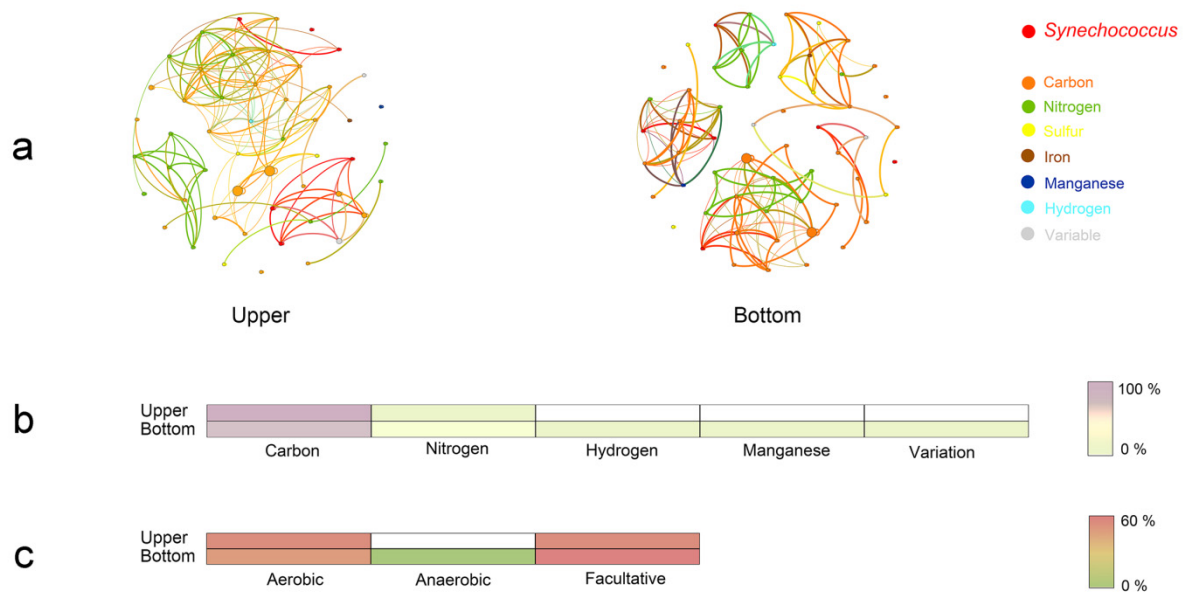 a
Upper
Bottom
Synechococcus
Carbon
Nitrogen
Sulfur
Iron
Manganese
Hydrogen
Variable
b
Upper
Bottom
Carbon
Nitrogen
Hydrogen
Manganese
Variation
100 %
0 %
c
Upper
Bottom
Aerobic
Anaerobic
Facultative
60 %
0 %